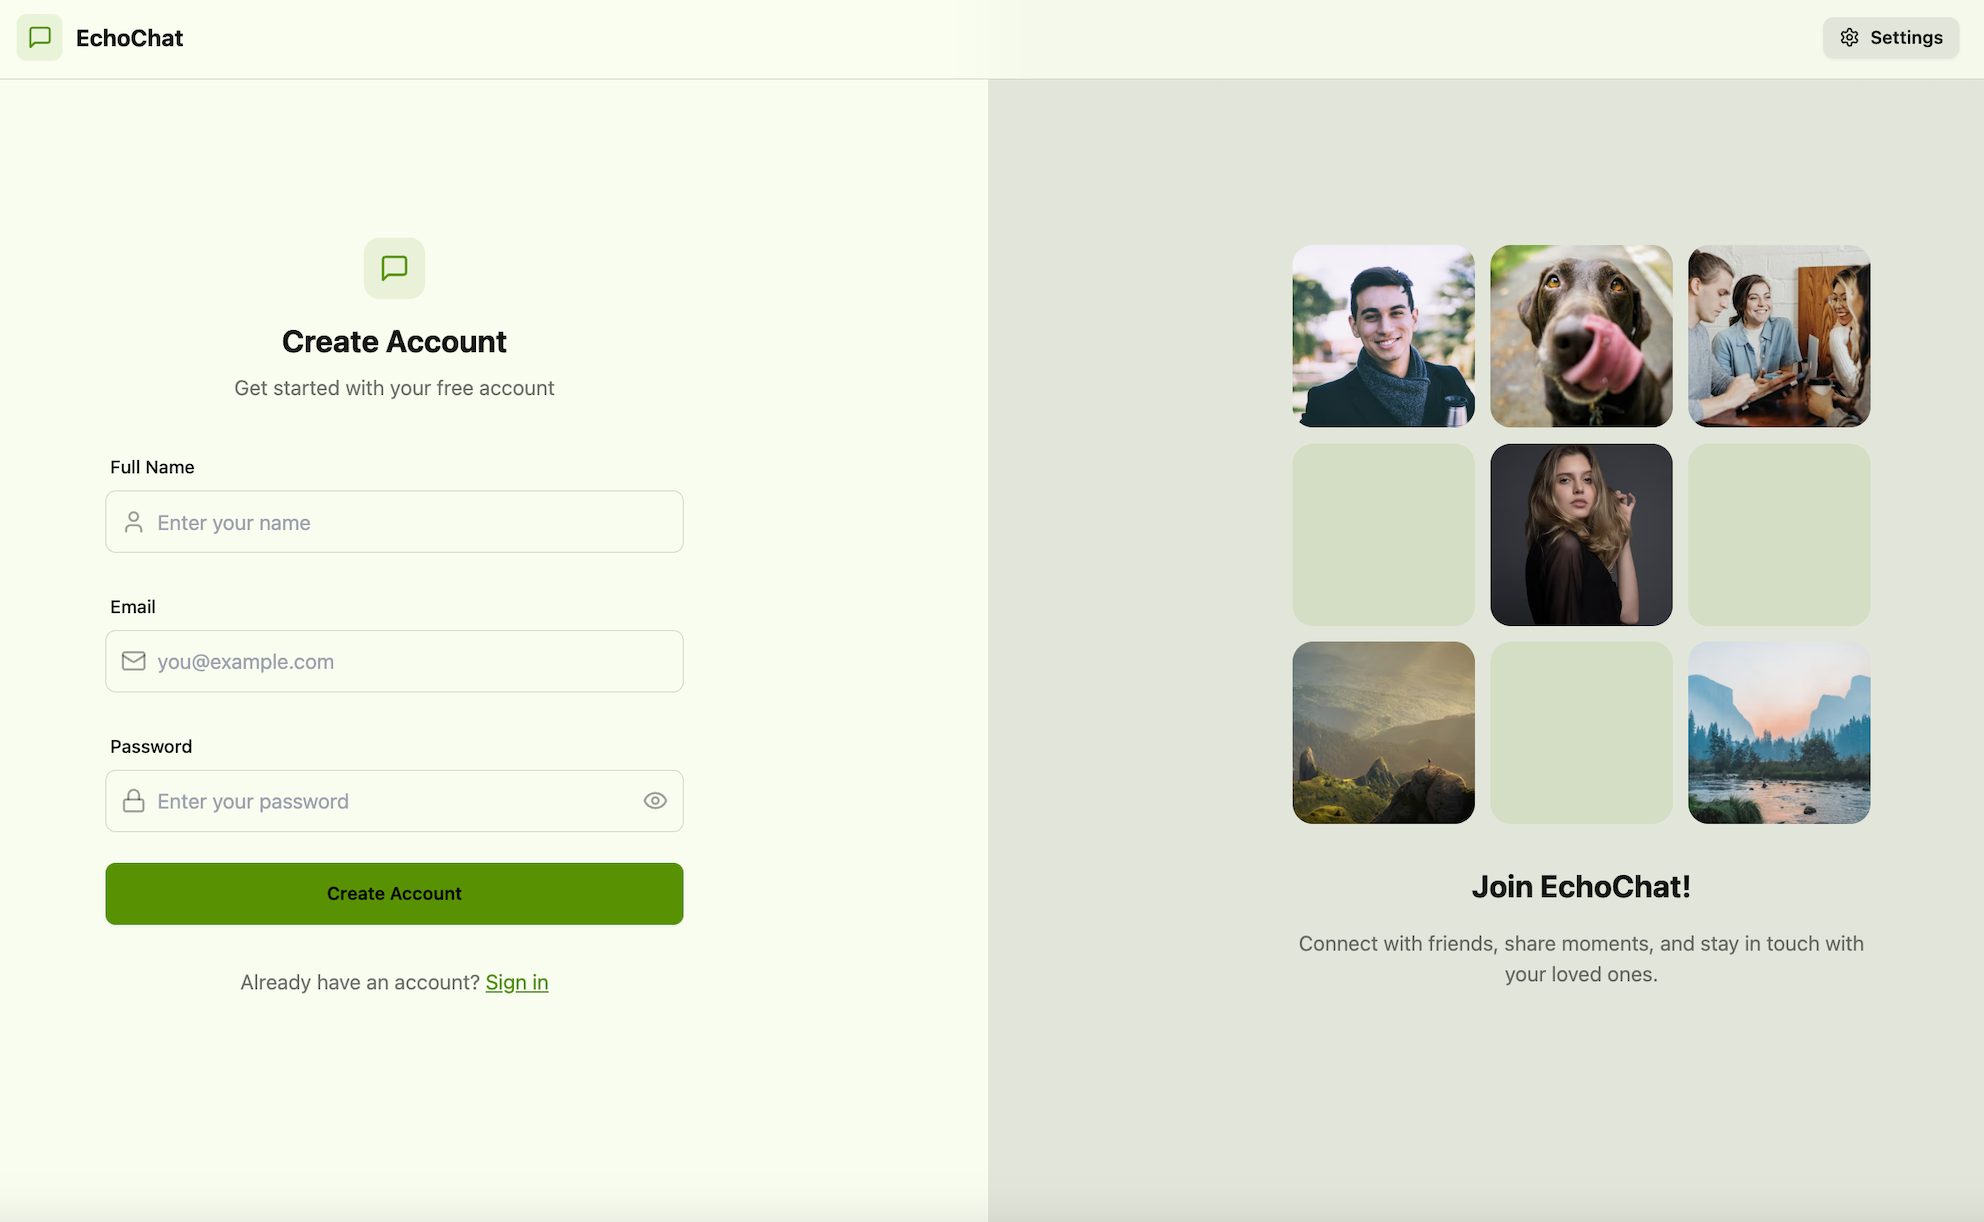 EchoChat
Settings
Create Account
Get started with your free account
Full Name
Enter your name
Email
you@example.com
Password
Enter your password
Create Account
Already have an account? Sign in
Join EchoChat!
Connect with friends, share moments, and stay in touch with
your loved ones.